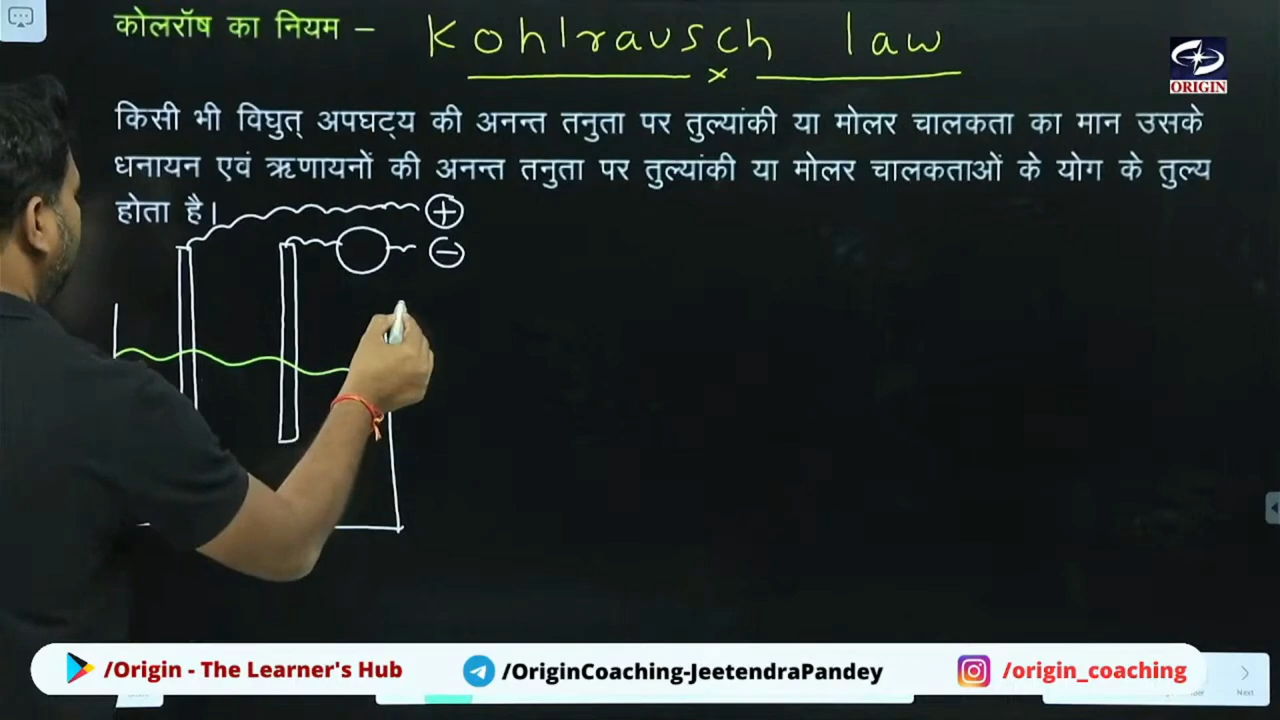 कोलरॉष का नियम –
Kohlrausch law
ORIGIN
किसी भी विघुत् अपघट्य की अनन्त तनुता पर तुल्यांकी या मोलर चालकता का मान उसके
धनायन एवं ऋणायनों की अनन्त तनुता पर तुल्यांकी या मोलर चालकताओं के योग के तुल्य
होता है।
+
−
/Origin - The Learner's Hub
/OriginCoaching-JeetendraPandey
/origin_coaching
Next